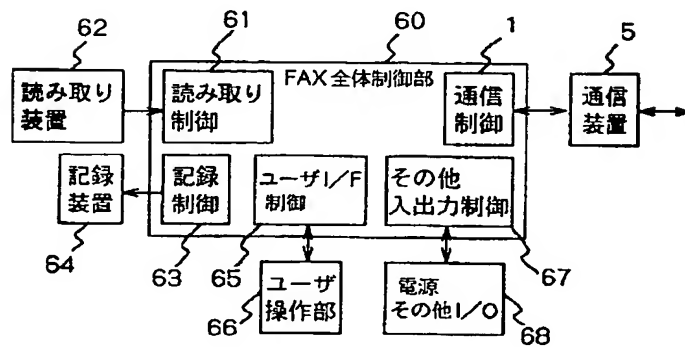 62
61
60
1
5
FAX全体制御部
読み取り
装置
読み取り
制御
通信
制御
通信
装置
記録
装置
記録
制御
ユーザI/F
制御
その他
入出力制御
64
63
65
67
ユーザ
操作部
電源
その他I/O
66
68